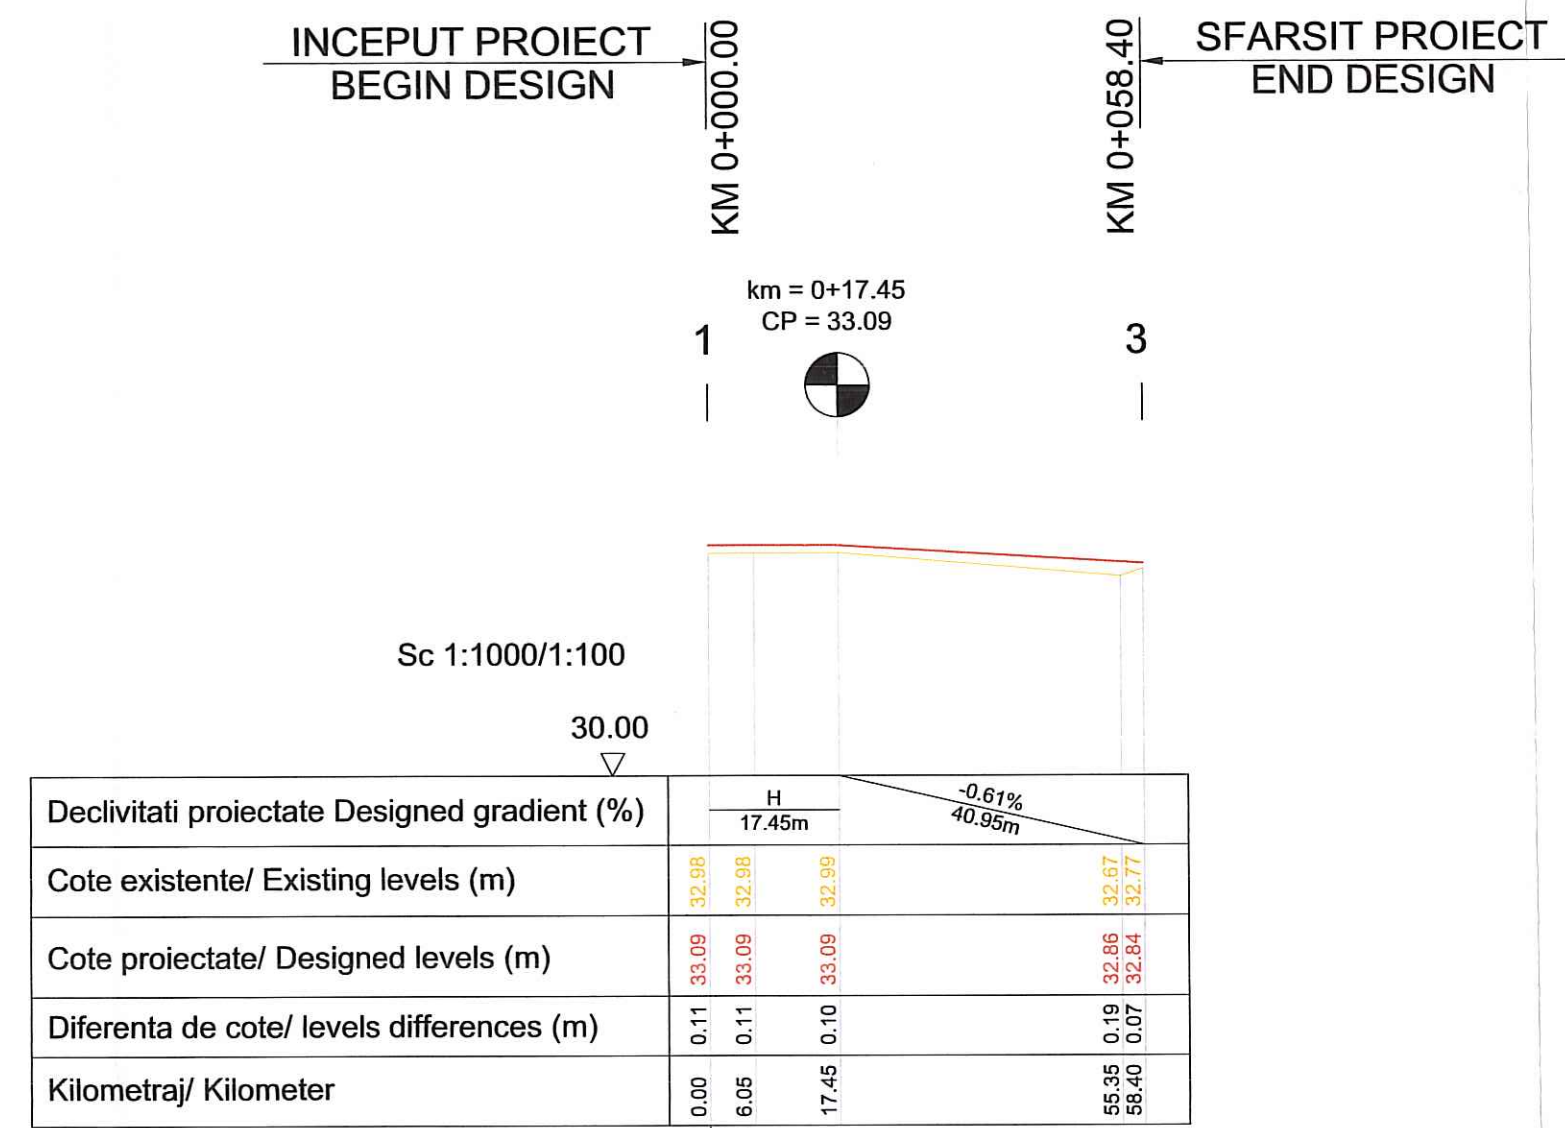 INCEPUT PROIECT
BEGIN DESIGN
KM 0+000.00
KM 0+058.40
SFARSIT PROIECT
END DESIGN
km = 0+17.45
CP = 33.09
1
3
Sc 1:1000/1:100
30.00
Declivitati proiectate Designed gradient (%)
H
17.45m
-0.61%
40.95m
Cote existente/ Existing levels (m)
32.98
32.98
32.99
32.67
32.77
Cote proiectate/ Designed levels (m)
33.09
33.09
33.09
32.86
32.84
Diferenta de cote/ levels differences (m)
0.11
0.11
0.10
0.19
0.07
Kilometraj/ Kilometer
0.00
6.05
17.45
55.35
58.40